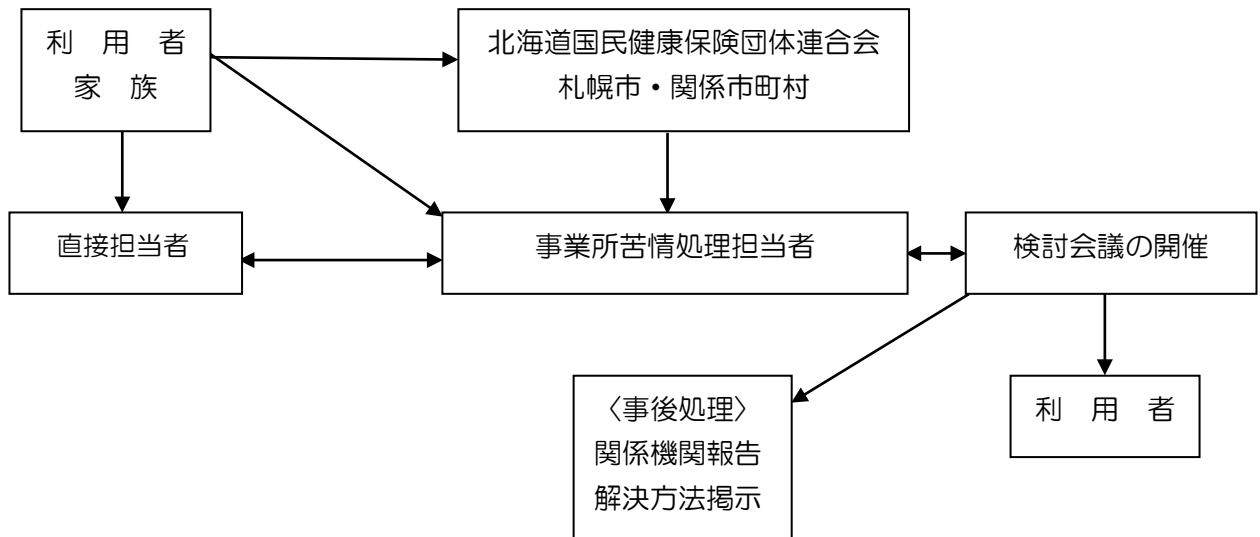 利　用　者
家　族
北海道国民健康保険団体連合会
札幌市・関係市町村
直接担当者
事業所苦情処理担当者
検討会議の開催
〈事後処理〉
関係機関報告
解決方法掲示
利　用　者